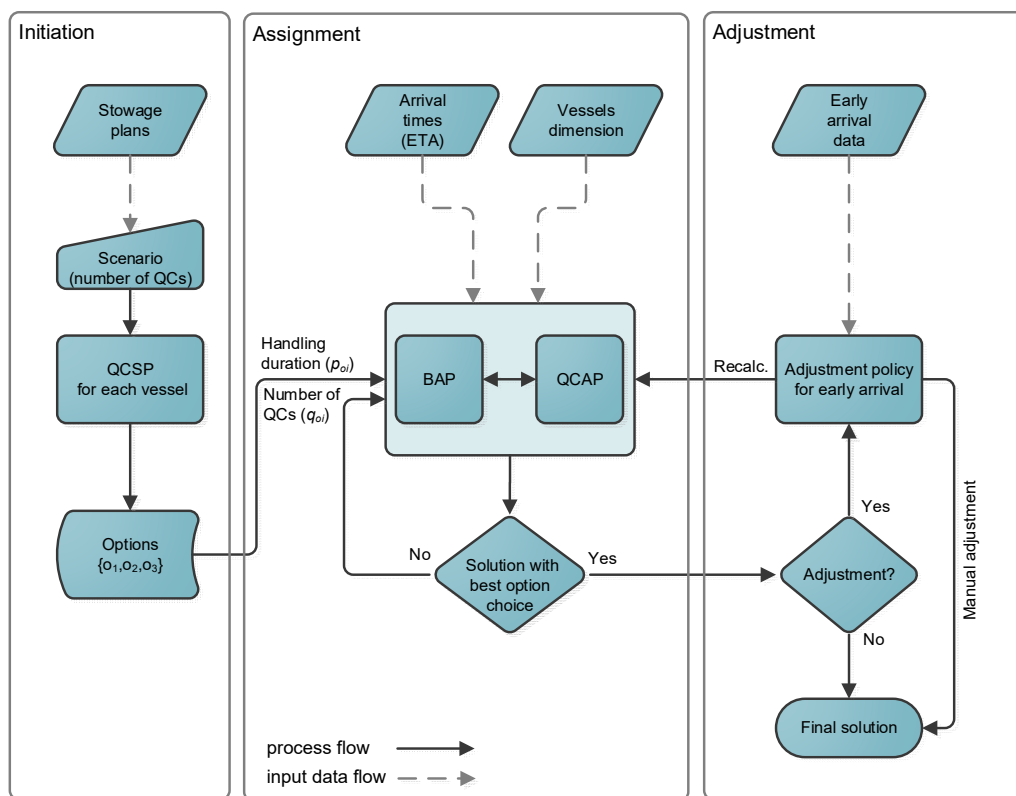 Initiation
Stowage
plans
Scenario
(number of QCs)
QCSP
for each vessel
Options
{o₁,o₂,o₃}
Assignment
Arrival
times
(ETA)
Vessels
dimension
Handling
duration (pₒᵢ)
Number of
QCs (qₒᵢ)
BAP
QCAP
No
Solution with
best option
choice
Yes
process flow
input data flow
Adjustment
Early
arrival
data
Recalc.
Adjustment policy
for early arrival
Yes
Adjustment?
No
Manual adjustment
Final solution